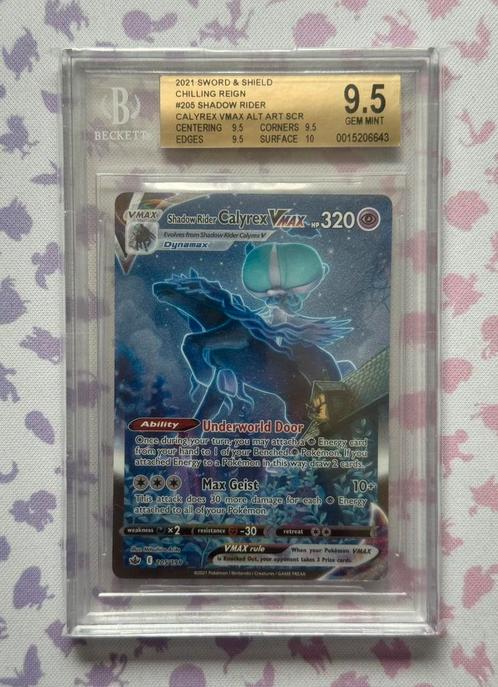 BECKETT
2021 SWORD & SHIELD
CHILLING REIGN
#205 SHADOW RIDER
CALYREX VMAX ALT ART SCR
CENTERING 9.5 CORNERS 9.5
EDGES 9.5 SURFACE 10
9.5
GEM MINT
0015206643
VMAX
Shadow Rider Calyrex VMAX HP 320
Evolves from Shadow Rider Calyrex V
Dynamax
Ability Underworld Door
Once during your turn, you may attach a Energy card
from your hand to 1 of your Benched Pokémon. If you
attached Energy to a Pokémon in this way, draw 2 cards.
Max Geist 10+
This attack does 30 more damage for each Energy
attached to all of your Pokémon.
weakness ×2 resistance -30 retreat
VMAX rule When your Pokémon VMAX
is Knocked Out, your opponent takes 3 Prize cards.
205/198
©2021 Pokémon / Nintendo / Creatures / GAME FREAK